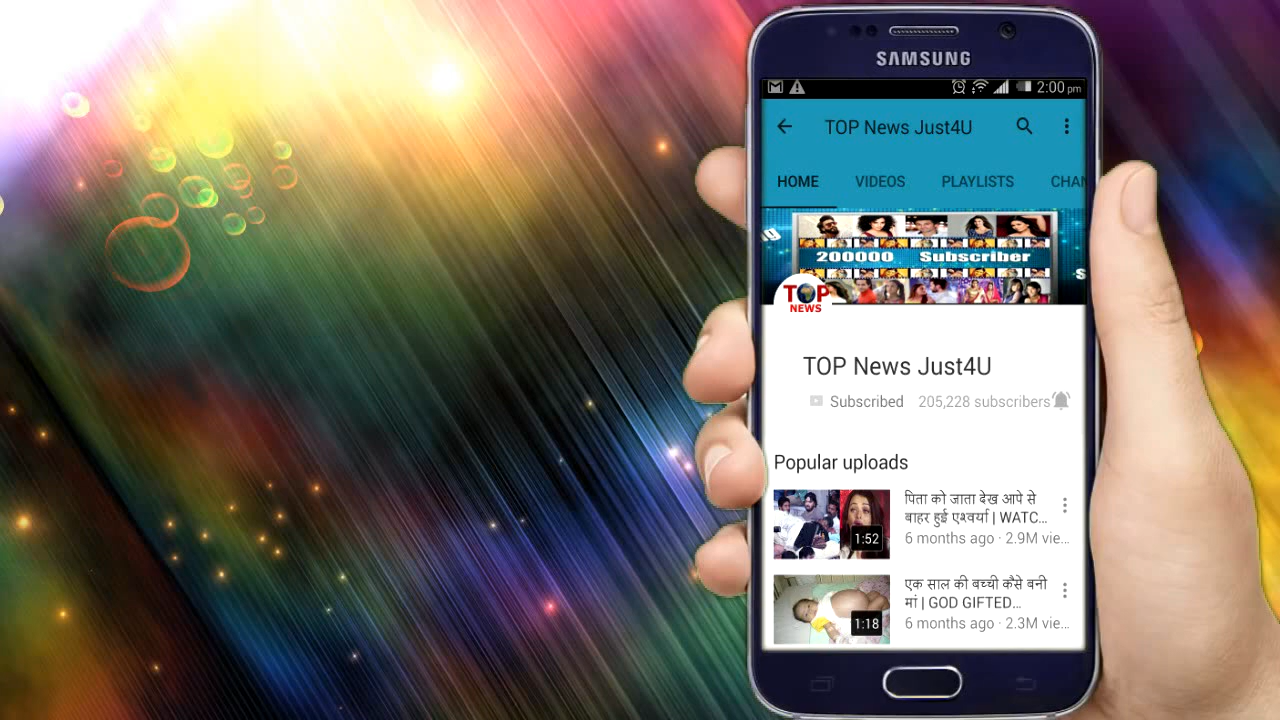 SAMSUNG
2:00 pm
TOP News Just4U
HOME VIDEOS PLAYLISTS CHAN
200000 Subscriber
TOP
NEWS
TOP News Just4U
Subscribed 205,228 subscribers
Popular uploads
पिता को जाता देख आपे से
बाहर हुई एश्वर्या | WATC...
6 months ago · 2.9M vie...
1:52
एक साल की बच्ची कैसे बनी
मां | GOD GIFTED...
6 months ago · 2.3M vie...
1:18